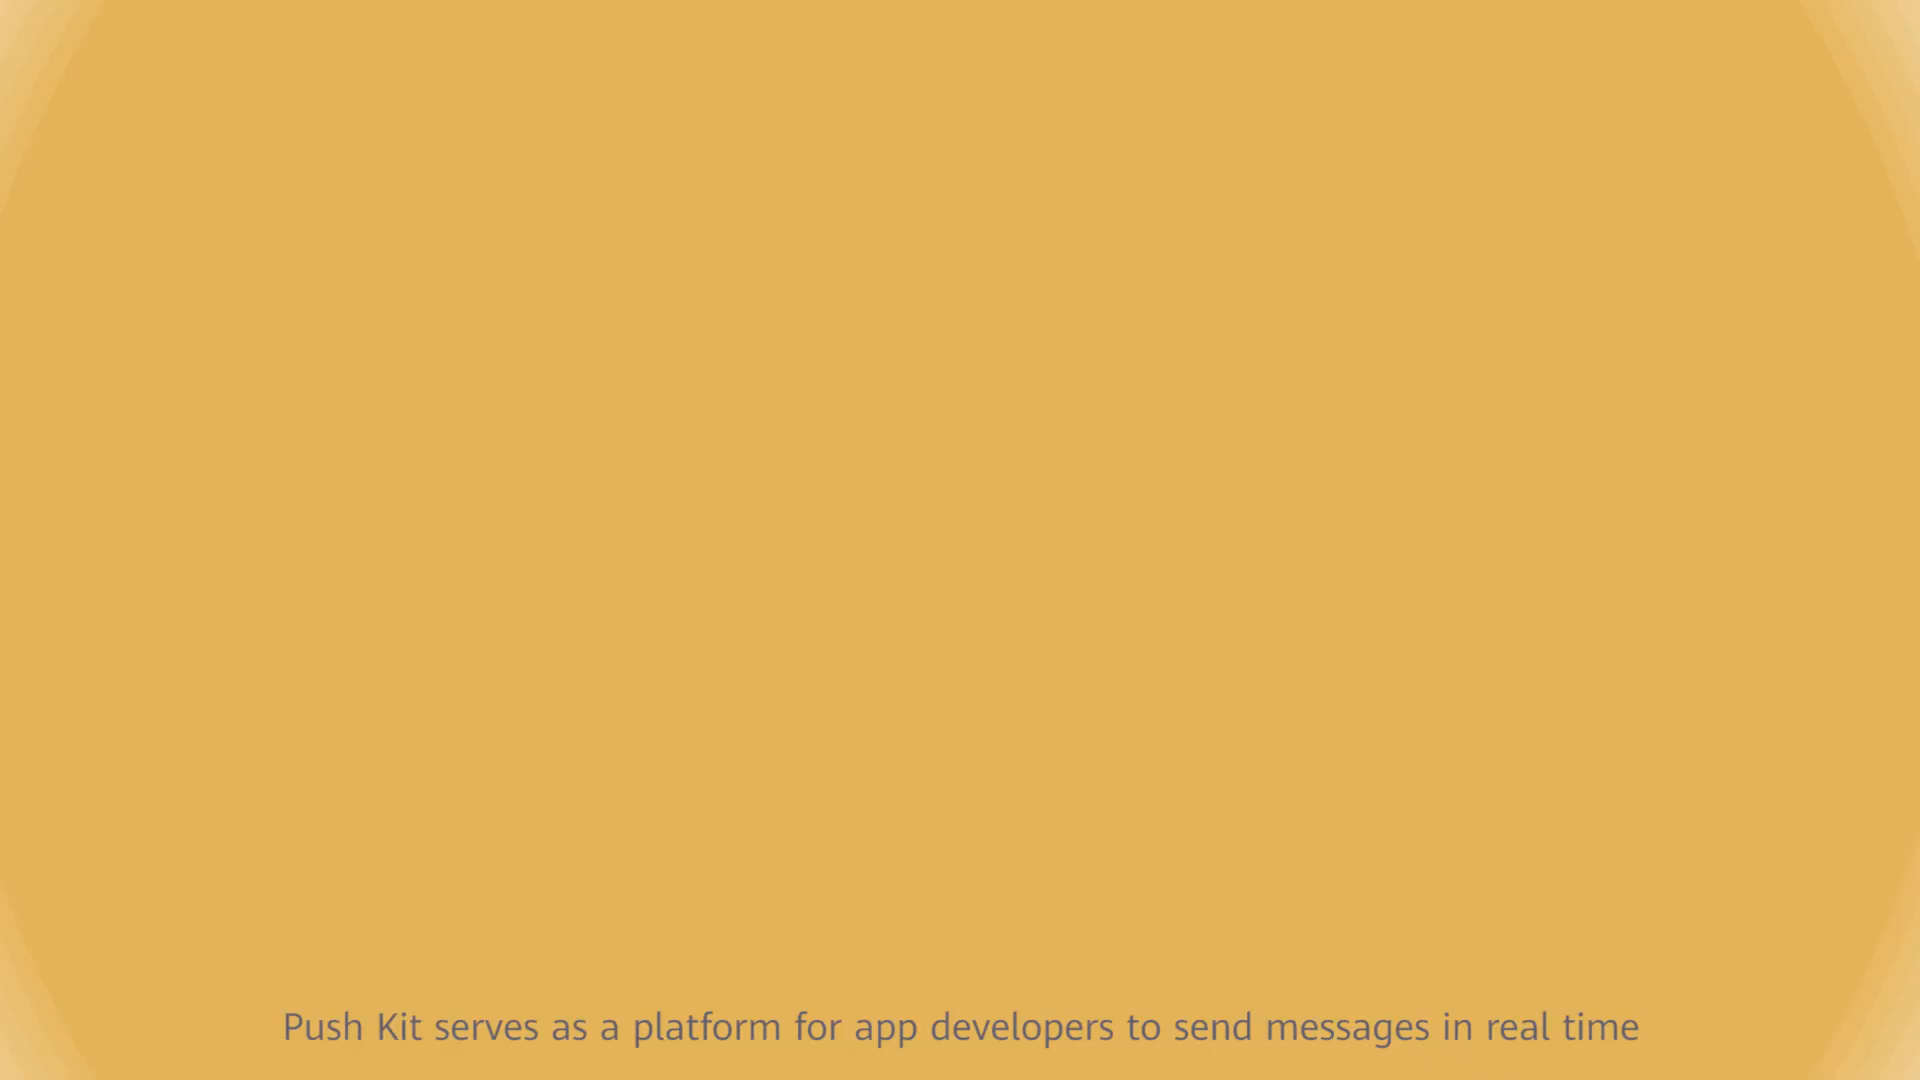 Push Kit serves as a platform for app developers to send messages in real time